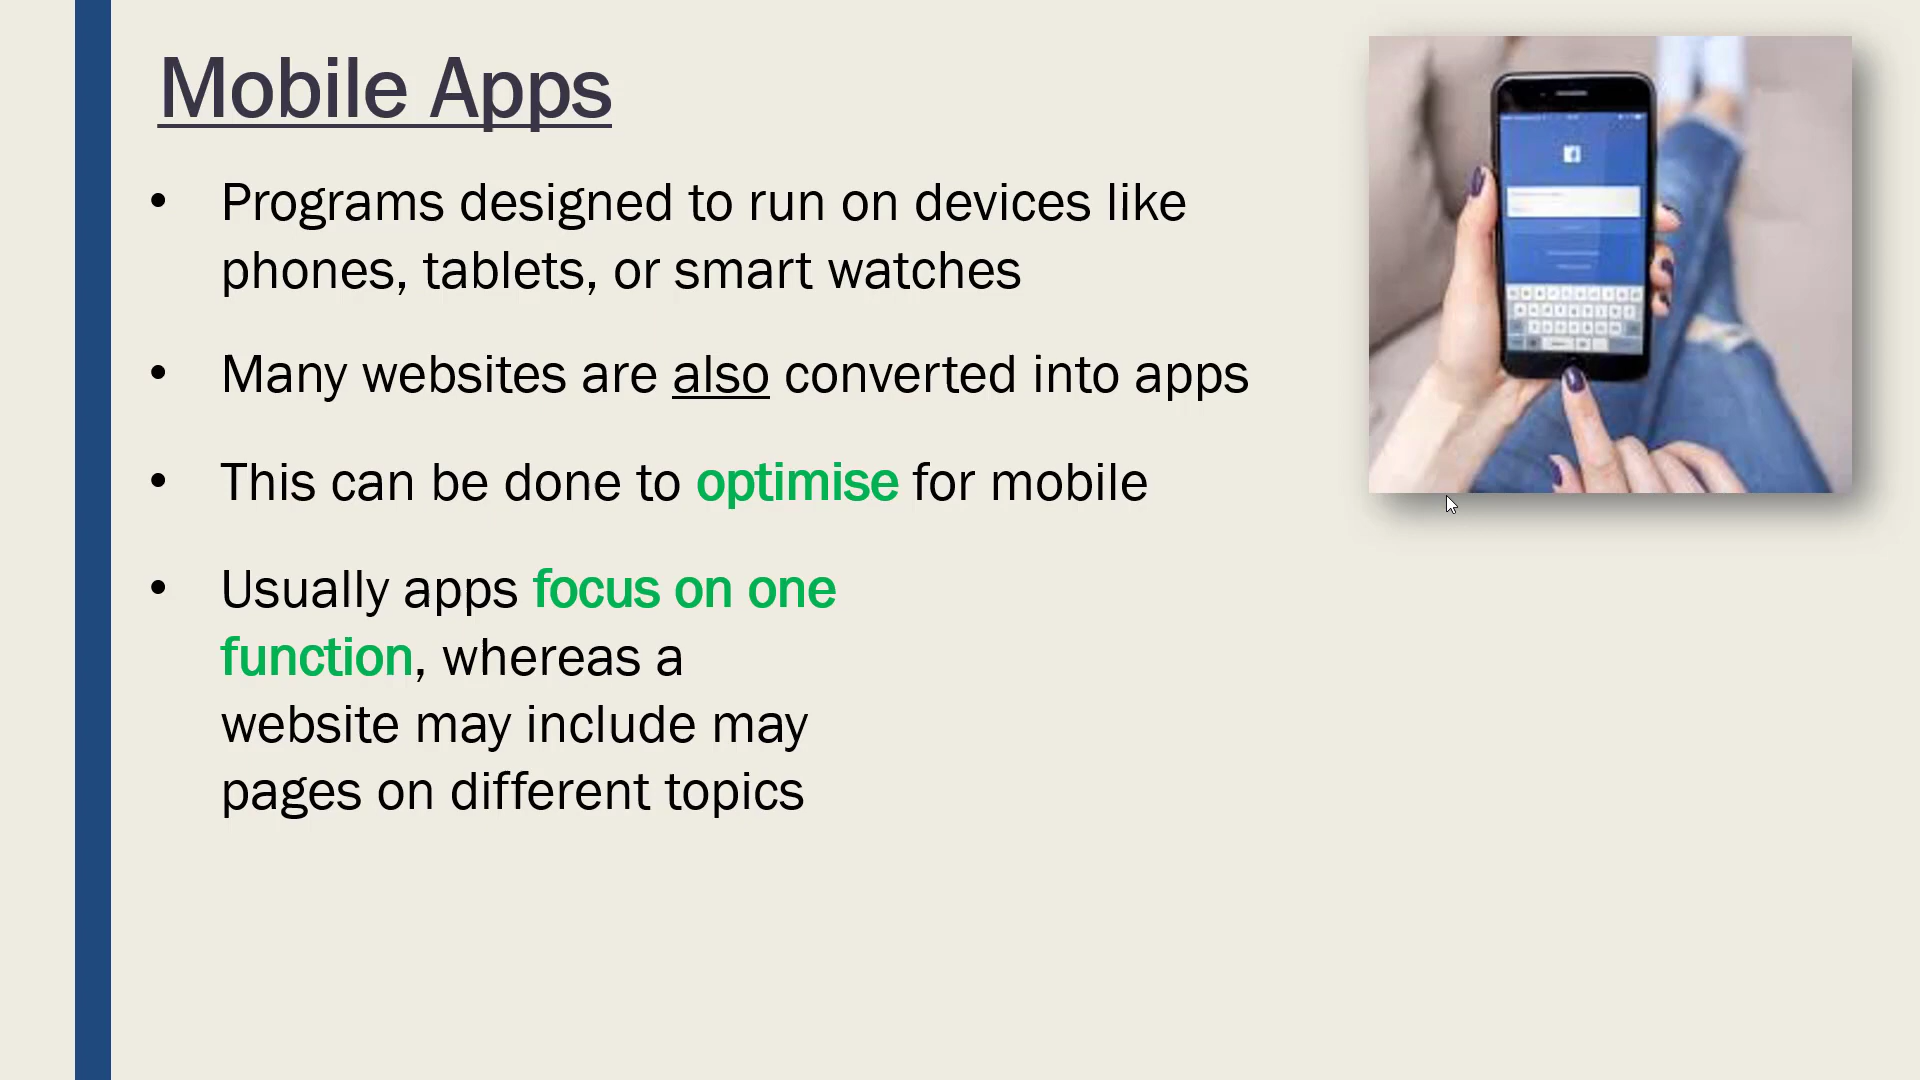 Mobile Apps
• Programs designed to run on devices like
phones, tablets, or smart watches
• Many websites are also converted into apps
• This can be done to optimise for mobile
• Usually apps focus on one
function, whereas a
website may include may
pages on different topics